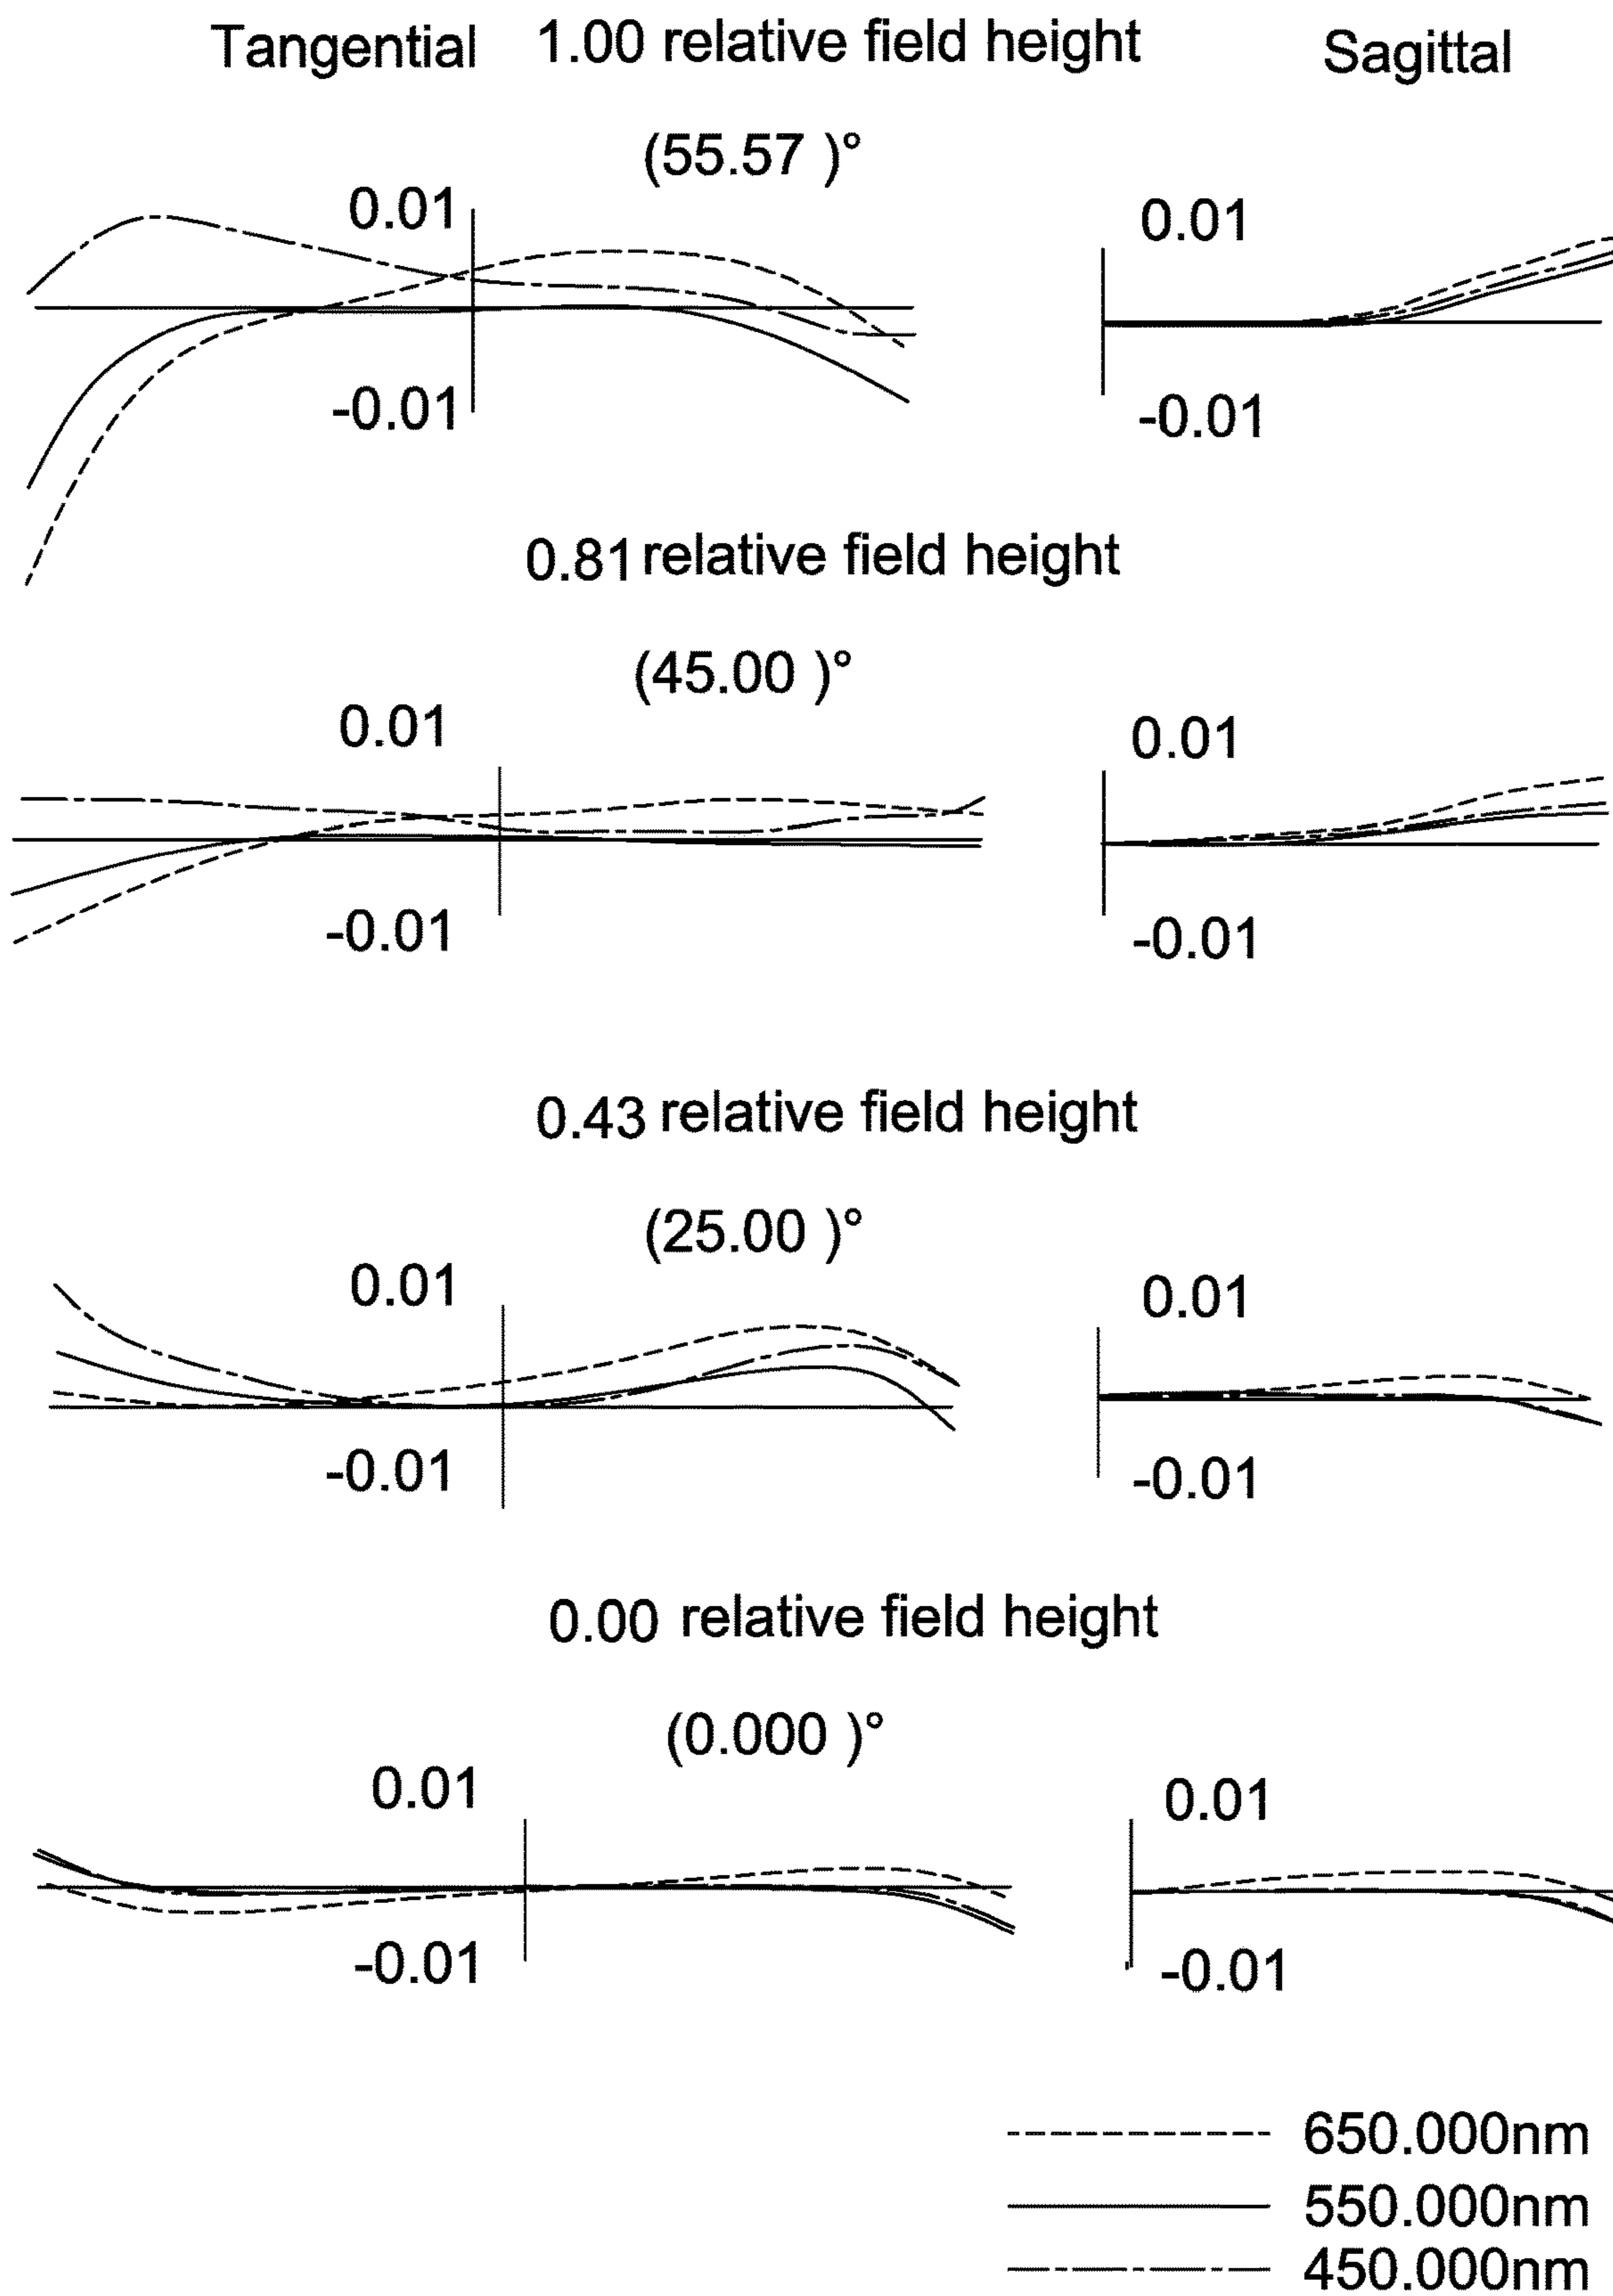 Tangential 1.00 relative field height Sagittal
(55.57 )°
0.01 0.01
-0.01 -0.01
0.81 relative field height
(45.00 )°
0.01 0.01
-0.01 -0.01
0.43 relative field height
(25.00 )°
0.01 0.01
-0.01 -0.01
0.00 relative field height
(0.000 )°
0.01 0.01
-0.01 -0.01
650.000nm
550.000nm
450.000nm